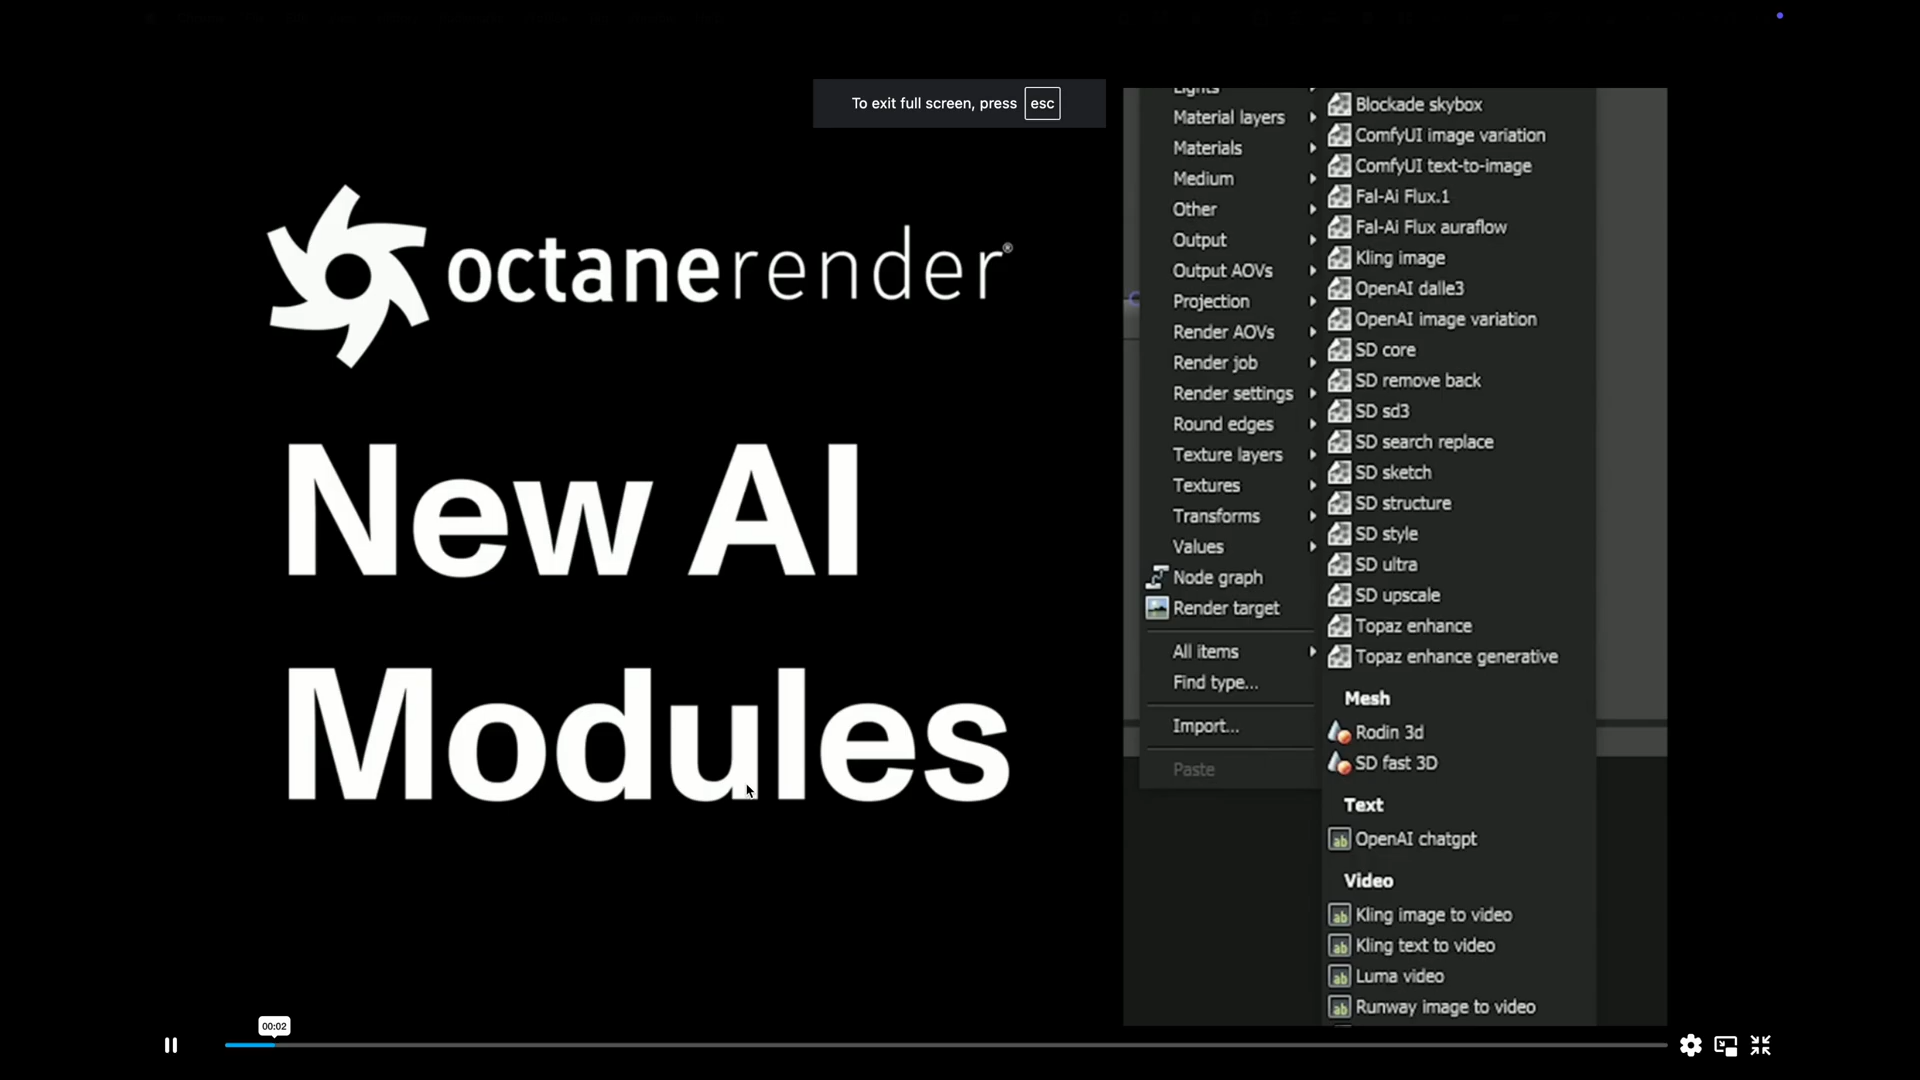 To exit full screen, press esc
octanerender®
New AI
Modules
Lights
Material layers
Materials
Medium
Other
Output
Output AOVs
Projection
Render AOVs
Render job
Render settings
Round edges
Texture layers
Textures
Transforms
Values
Node graph
Render target
All items
Find type...
Import...
Paste
Blockade skybox
ComfyUI image variation
ComfyUI text-to-image
Fal-Ai Flux.1
Fal-Ai Flux auraflow
Kling image
OpenAI dalle3
OpenAI image variation
SD core
SD remove back
SD sd3
SD search replace
SD sketch
SD structure
SD style
SD ultra
SD upscale
Topaz enhance
Topaz enhance generative
Mesh
Rodin 3d
SD fast 3D
Text
ab OpenAI chatgpt
Video
ab Kling image to video
ab Kling text to video
ab Luma video
ab Runway image to video
00:02